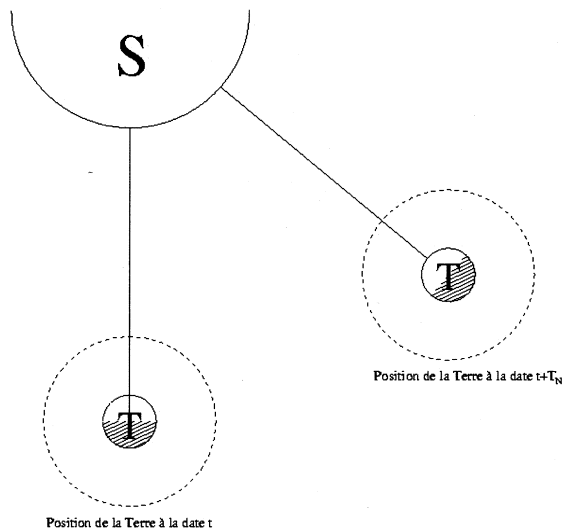 S
T
Position de la Terre à la date t+T_N
T
Position de la Terre à la date t